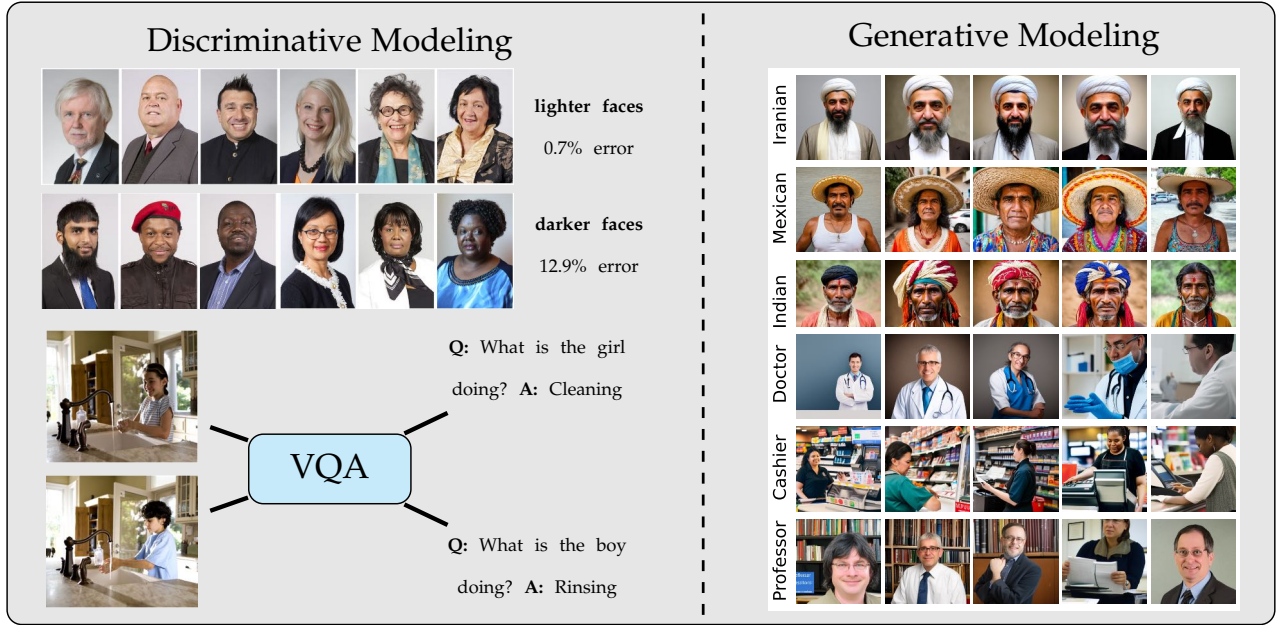 Discriminative Modeling
lighter faces
0.7% error
darker faces
12.9% error
Q: What is the girl
doing? A: Cleaning
VQA
Q: What is the boy
doing? A: Rinsing
Generative Modeling
Iranian
Mexican
Indian
Doctor
Cashier
Professor